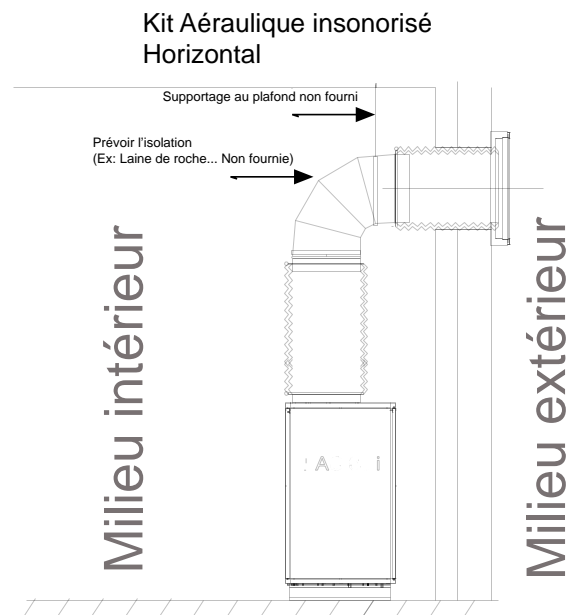 Kit Aéraulique insonorisé
Horizontal
Supportage au plafond non fourni
Prévoir l'isolation
(Ex: Laine de roche... Non fournie)
Milieu intérieur
Milieu extérieur